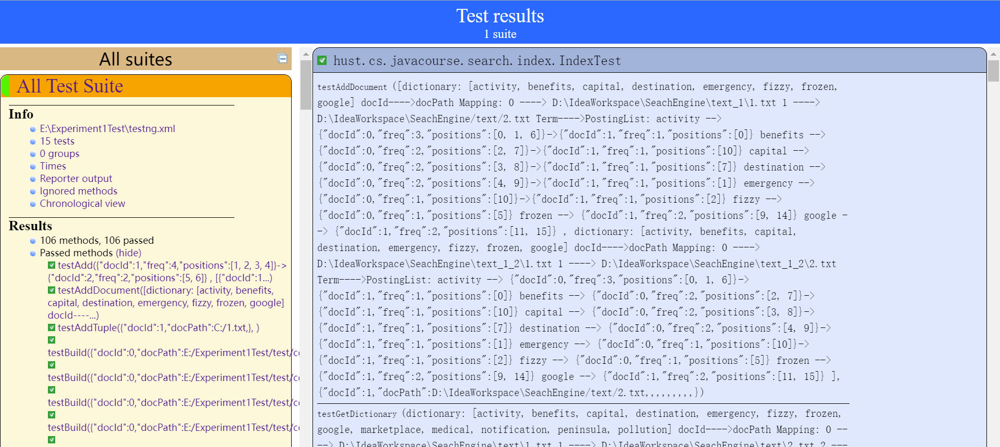 Test results
1 suite
All suites
All Test Suite
Info
E:\Experiment1Test\testng.xml
15 tests
0 groups
Times
Reporter output
Ignored methods
Chronological view
Results
106 methods, 106 passed
Passed methods (hide)
testAdd({"docId":1,"freq":4,"positions":[1, 2, 3, 4]}->
{"docId":2,"freq":2,"positions":[5, 6]} , [{"docId":1...)
testAddDocument([dictionary: [activity, benefits,
capital, destination, emergency, fizzy, frozen, google]
docId----...)
testAddTuple({"docId":1,"docPath":C:/1.txt,}, )
testBuild({"docId":0,"docPath":E:/Experiment1Test/test/
testBuild({"docId":0,"docPath":E:/Experiment1Test/test/
testBuild({"docId":0,"docPath":E:/Experiment1Test/test/
testBuild({"docId":0,"docPath":E:/Experiment1Test/test/
hust.cs.javacourse.search.index.IndexTest
testAddDocument ([dictionary: [activity, benefits, capital, destination, emergency, fizzy, frozen,
google] docId---->docPath Mapping: 0 ----> D:\IdeaWorkspace\SeachEngine\text_1\1.txt 1 ---->
D:\IdeaWorkspace\SeachEngine/text/2.txt Term---->PostingList: activity -->
{"docId":0,"freq":3,"positions":[0, 1, 6]}->{"docId":1,"freq":1,"positions":[0]} benefits -->
{"docId":0,"freq":2,"positions":[2, 7]}->{"docId":1,"freq":1,"positions":[10]} capital -->
{"docId":0,"freq":2,"positions":[3, 8]}->{"docId":1,"freq":1,"positions":[7]} destination -->
{"docId":0,"freq":2,"positions":[4, 9]}->{"docId":1,"freq":1,"positions":[1]} emergency -->
{"docId":0,"freq":1,"positions":[10]}->{"docId":1,"freq":1,"positions":[2]} fizzy -->
{"docId":0,"freq":1,"positions":[5]} frozen --> {"docId":1,"freq":2,"positions":[9, 14]} google -
-> {"docId":1,"freq":2,"positions":[11, 15]} , dictionary: [activity, benefits, capital,
destination, emergency, fizzy, frozen, google] docId---->docPath Mapping: 0 ---->
D:\IdeaWorkspace\SeachEngine\text_1_2\1.txt 1 ----> D:\IdeaWorkspace\SeachEngine\text_1_2\2.txt
Term---->PostingList: activity --> {"docId":0,"freq":3,"positions":[0, 1, 6]}->
{"docId":1,"freq":1,"positions":[0]} benefits --> {"docId":0,"freq":2,"positions":[2, 7]}->
{"docId":1,"freq":1,"positions":[10]} capital --> {"docId":0,"freq":2,"positions":[3, 8]}->
{"docId":1,"freq":1,"positions":[7]} destination --> {"docId":0,"freq":2,"positions":[4, 9]}->
{"docId":1,"freq":1,"positions":[1]} emergency --> {"docId":0,"freq":1,"positions":[10]}->
{"docId":1,"freq":1,"positions":[2]} fizzy --> {"docId":0,"freq":1,"positions":[5]} frozen -->
{"docId":1,"freq":2,"positions":[9, 14]} google --> {"docId":1,"freq":2,"positions":[11, 15]} ],
{"docId":1,"docPath":D:\IdeaWorkspace\SeachEngine/text/2.txt,,,,,,,,,})
testGetDictionary (dictionary: [activity, benefits, capital, destination, emergency, fizzy, frozen,
google, marketplace, medical, notification, peninsula, pollution] docId---->docPath Mapping: 0 --
--> D:\IdeaWorkspace\SeachEngine\text\1.txt 1 ----> D:\IdeaWorkspace\SeachEngine\text\2.txt 2 ---